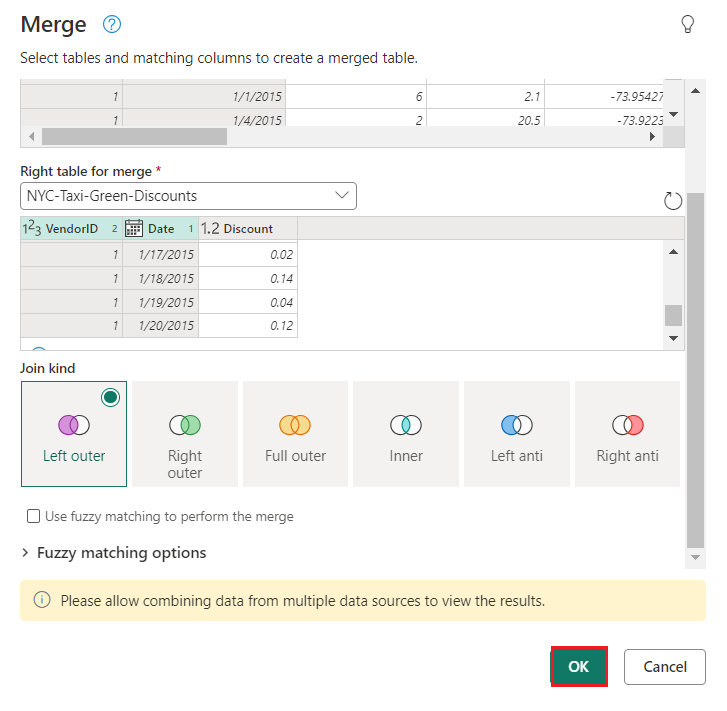 Merge
Select tables and matching columns to create a merged table.
1 1/1/2015 6 2.1 -73.95427
1 1/4/2015 2 20.5 -73.9223
Right table for merge *
NYC-Taxi-Green-Discounts
123 VendorID 2 Date 1 1.2 Discount
1 1/17/2015 0.02
1 1/18/2015 0.14
1 1/19/2015 0.04
1 1/20/2015 0.12
Join kind
Left outer
Right
outer
Full outer
Inner
Left anti
Right anti
Use fuzzy matching to perform the merge
Fuzzy matching options
Please allow combining data from multiple data sources to view the results.
OK
Cancel